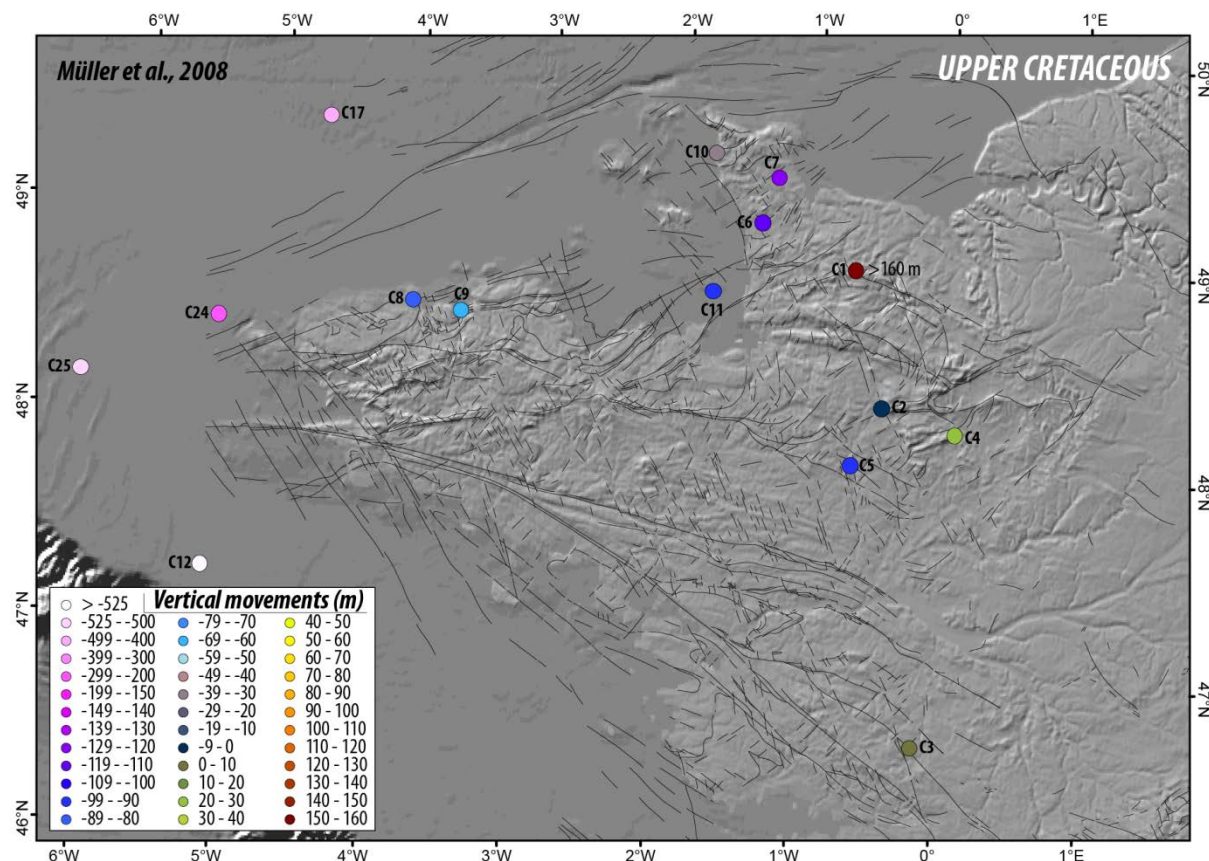 6°W 5°W 4°W 3°W 2°W 1°W 0° 1°E
Müller et al., 2008
UPPER CRETACEOUS
50°N
C17
C10
C7
49°N
C6
C1 >160 m
49°N
C8
C9
C11
C24
C25
48°N
C2
C4
C5
48°N
C12
47°N
47°N
C3
46°N
Vertical movements (m)
> -525
-525 - -500
-499 - -400
-399 - -300
-299 - -200
-199 - -150
-149 - -140
-139 - -130
-129 - -120
-119 - -110
-109 - -100
-99 - -90
-89 - -80
-79 - -70
-69 - -60
-59 - -50
-49 - -40
-39 - -30
-29 - -20
-19 - -10
-9 - 0
0 - 10
10 - 20
20 - 30
30 - 40
40 - 50
50 - 60
60 - 70
70 - 80
80 - 90
90 - 100
100 - 110
110 - 120
120 - 130
130 - 140
140 - 150
150 - 160
6°W 5°W 4°W 3°W 2°W 1°W 0° 1°E